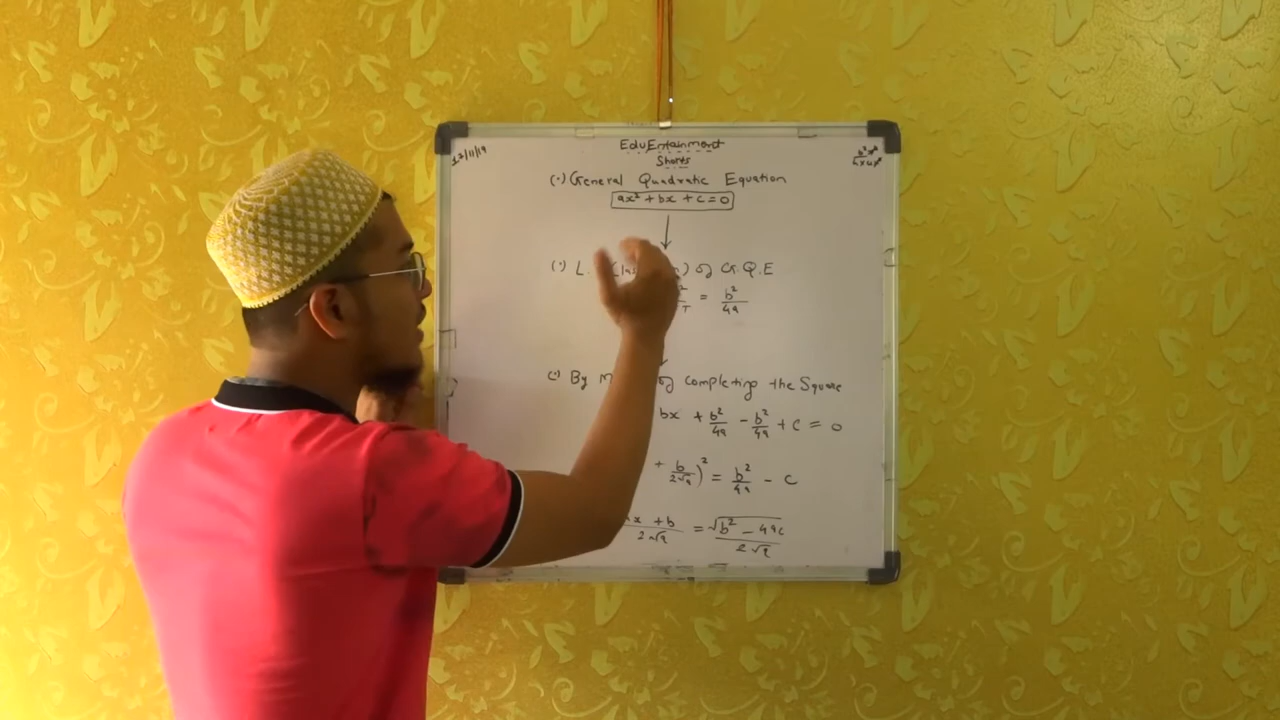 EduEntainment
Shorts
12/11/19
(·) General Quadratic Equation
ax² + bx + c = 0
(·) L. of G.Q.E
= b²/4a
(·) By of Completing the Square
bx + b²/4a - b²/4a + c = 0
+ b/2√a)² = b²/4a - c
x + b/2√a = √b² - 4ac/2√a